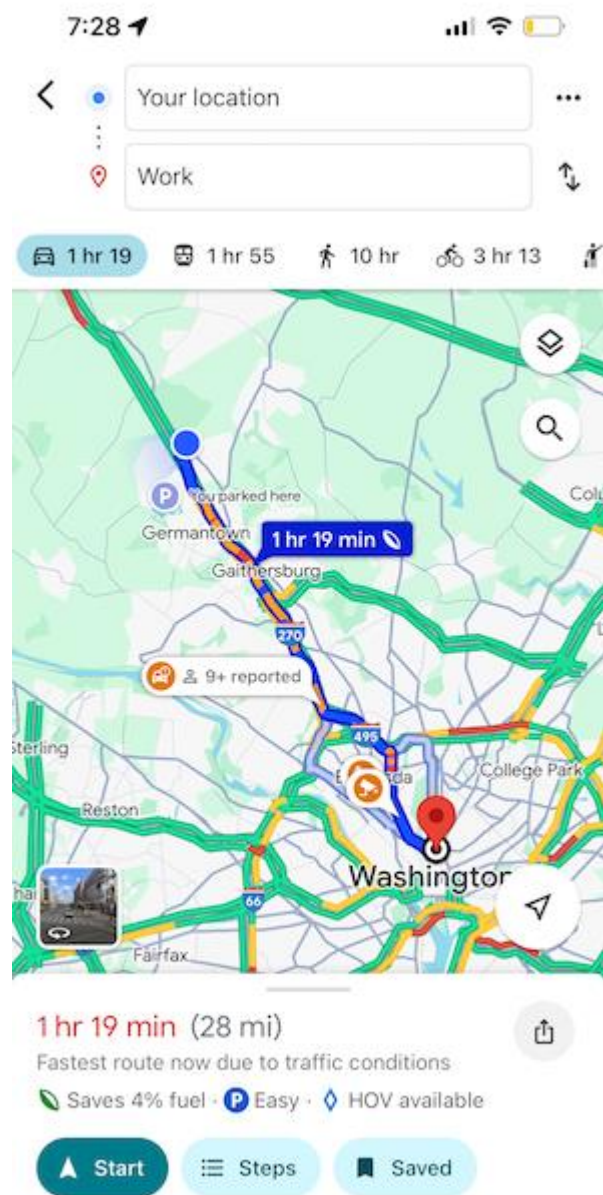 7:28
Your location
Work
1 hr 19
1 hr 55
10 hr
3 hr 13
P
You parked here
Germantown
1 hr 19 min
Gaithersburg
270
9+ reported
495
College Park
Reston
Washington
66
Fairfax
1 hr 19 min (28 mi)
Fastest route now due to traffic conditions
Saves 4% fuel · P Easy · HOV available
Start
Steps
Saved